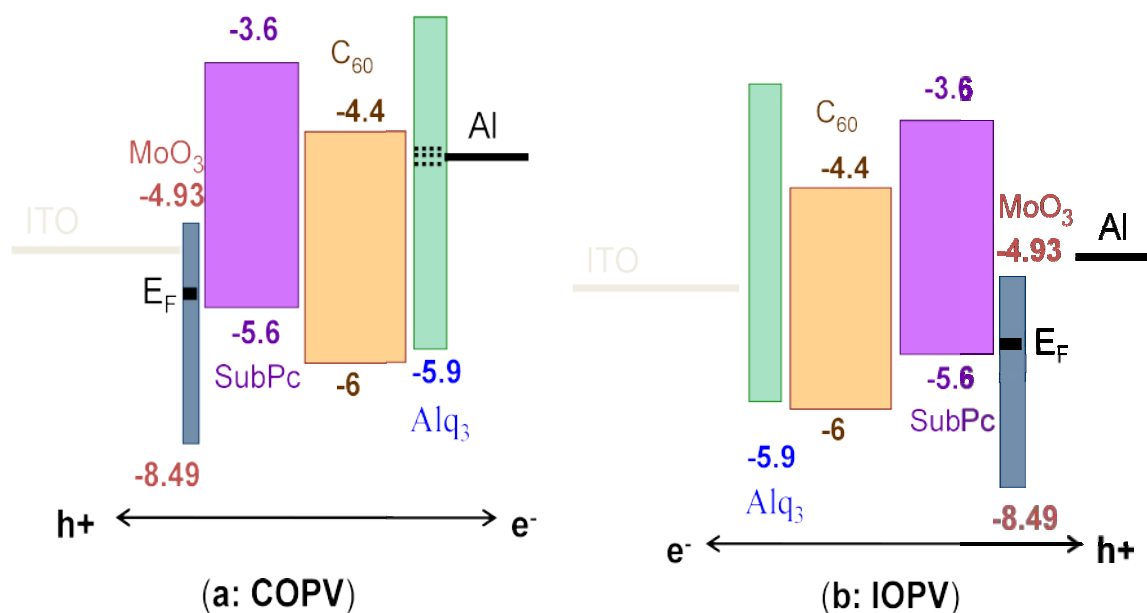 -3.6
C60
-4.4
Al
MoO3
-4.93
ITO
EF
-5.6
SubPc
-6
-5.9
Alq3
-8.49
h+
e-
(a: COPV)
-3.6
C60
-4.4
MoO3
-4.93
Al
ITO
EF
-5.6
SubPc
-6
-5.9
Alq3
-8.49
e-
h+
(b: IOPV)